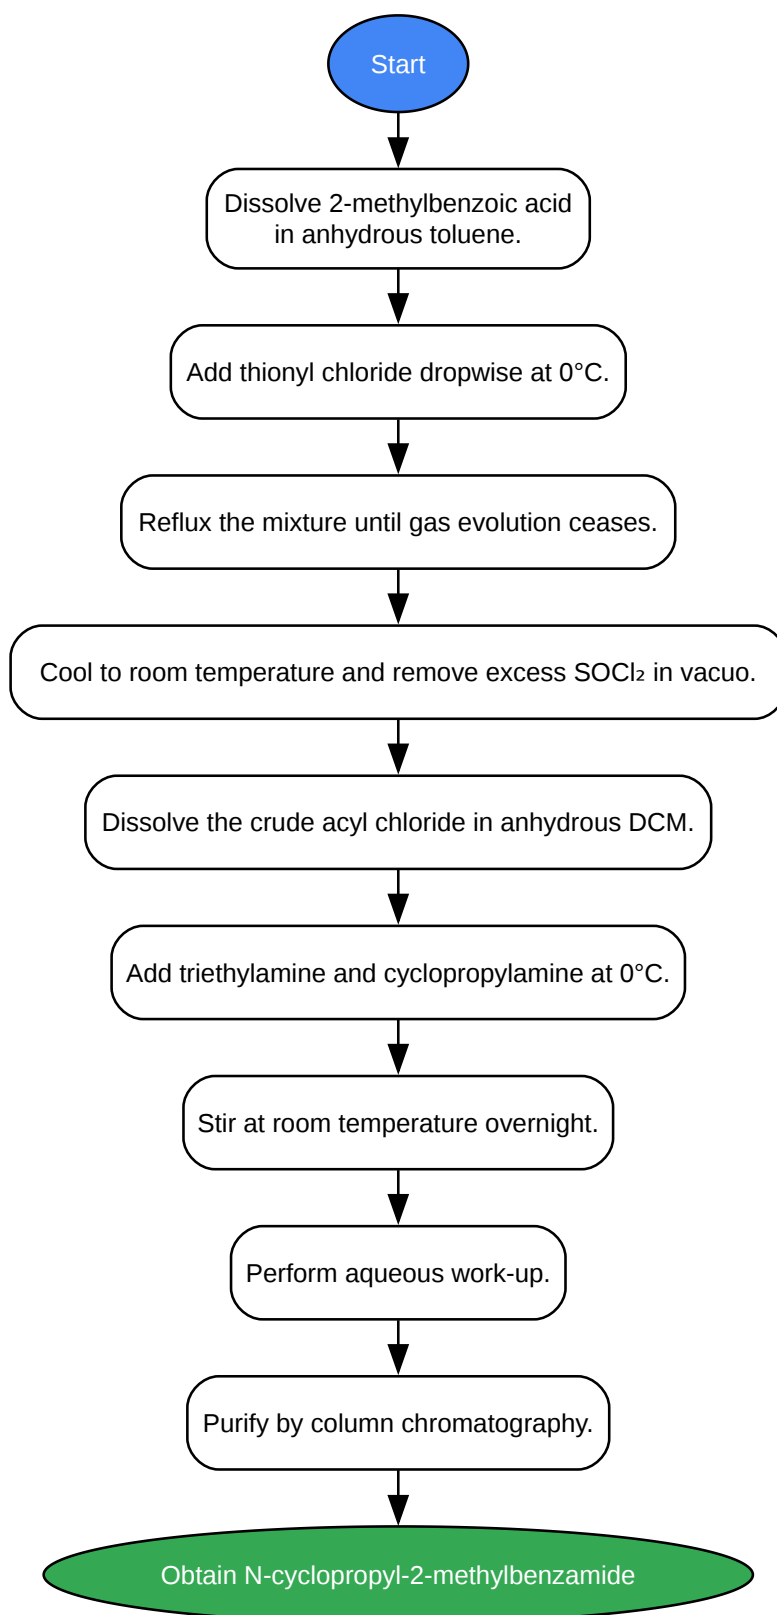 Start
Dissolve 2-methylbenzoic acid
in anhydrous toluene.
Add thionyl chloride dropwise at 0°C.
Reflux the mixture until gas evolution ceases.
Cool to room temperature and remove excess SOCl₂ in vacuo.
Dissolve the crude acyl chloride in anhydrous DCM.
Add triethylamine and cyclopropylamine at 0°C.
Stir at room temperature overnight.
Perform aqueous work-up.
Purify by column chromatography.
Obtain N-cyclopropyl-2-methylbenzamide